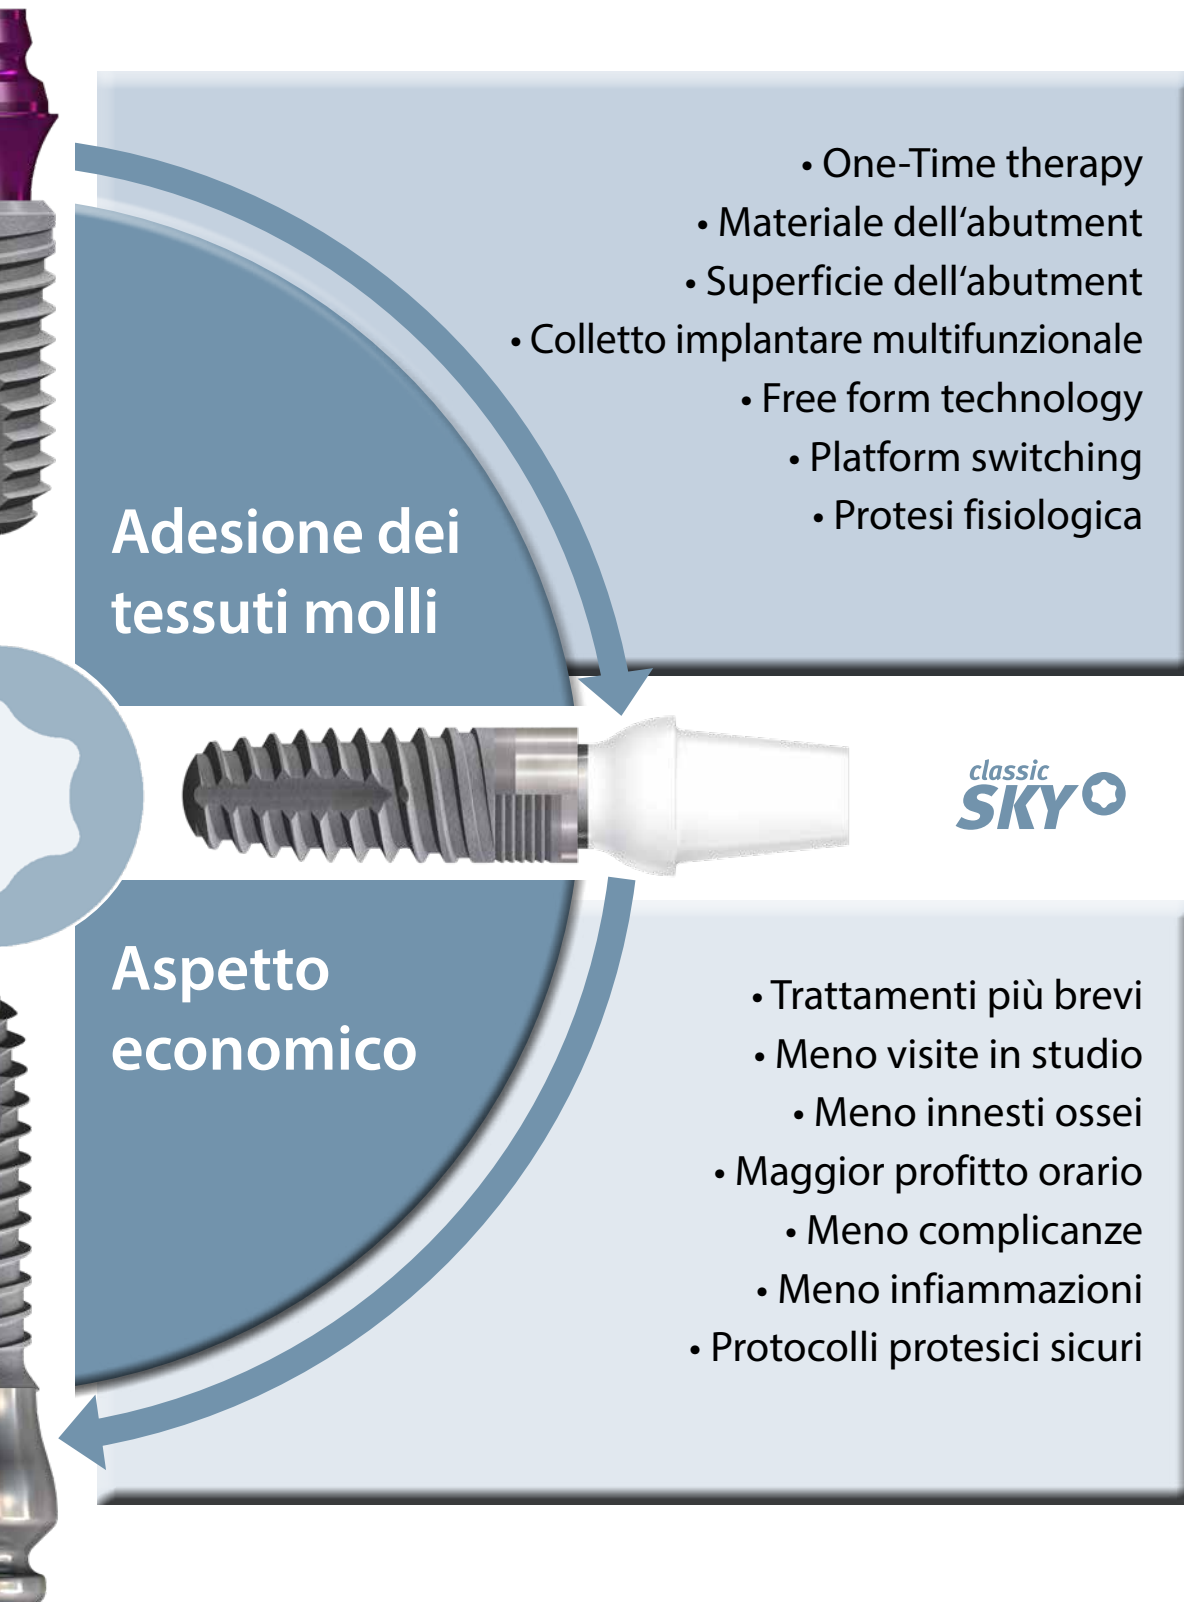 • One-Time therapy
• Materiale dell‘abutment
• Superficie dell‘abutment
• Colletto implantare multifunzionale
• Free form technology
• Platform switching
• Protesi fisiologica
Adesione dei
tessuti molli
classic
SKY
Aspetto
economico
• Trattamenti più brevi
• Meno visite in studio
• Meno innesti ossei
• Maggior profitto orario
• Meno complicanze
• Meno infiammazioni
• Protocolli protesici sicuri